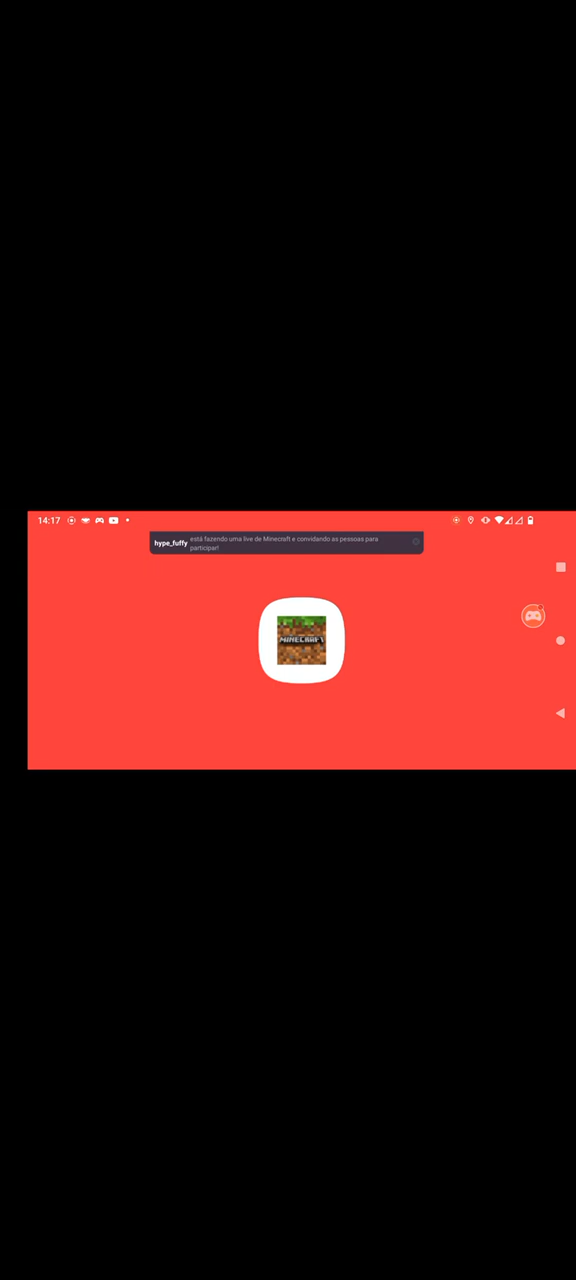 14:17
hype_fuffy está fazendo uma live de Minecraft e convidando as pessoas para
participar!
MINECRAFT